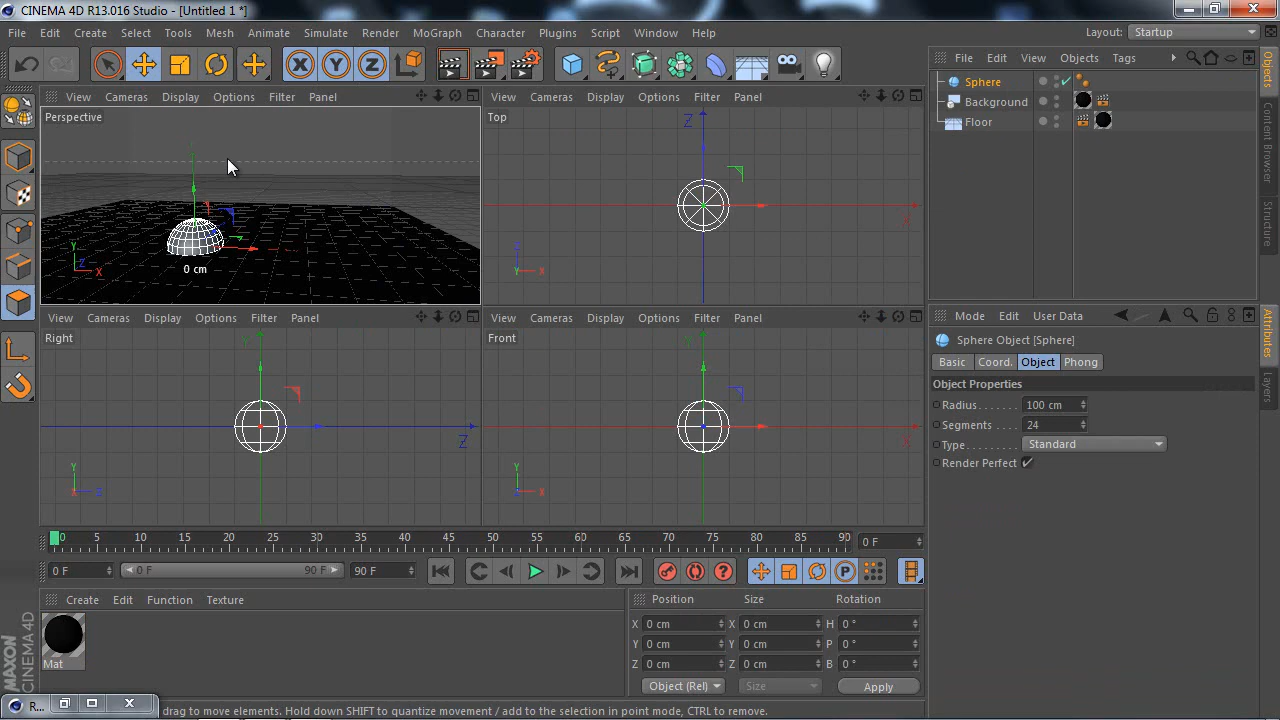 CINEMA 4D R13.016 Studio - [Untitled 1 *]
File Edit Create Select Tools Mesh Animate Simulate Render MoGraph Character Plugins Script Window Help Layout: Startup
X Y Z
File Edit View Objects Tags
View Cameras Display Options Filter Panel
View Cameras Display Options Filter Panel
Perspective
Y
Z
X
0 cm
Top
Z
X
Z
Y X
Sphere
Background
Floor
Objects
Content Browser
Structure
View Cameras Display Options Filter Panel
View Cameras Display Options Filter Panel
Right
Y
Z
Y
X Z
Front
Y
X
Y
Z X
Mode Edit User Data
Sphere Object [Sphere]
Basic Coord. Object Phong
Object Properties
Radius . . . . . . 100 cm
Segments . . . . 24
Type. . . . . . . . Standard
Render Perfect
Attributes
Layers
0 5 10 15 20 25 30 35 40 45 50 55 60 65 70 75 80 85 90 0 F
0 F 0 F 90 F 90 F
P
Create Edit Function Texture
Mat
Position Size Rotation
X 0 cm X 0 cm H 0 °
Y 0 cm Y 0 cm P 0 °
Z 0 cm Z 0 cm B 0 °
Object (Rel) Size Apply
MAXON
CINEMA 4D
R...
drag to move elements. Hold down SHIFT to quantize movement / add to the selection in point mode, CTRL to remove.